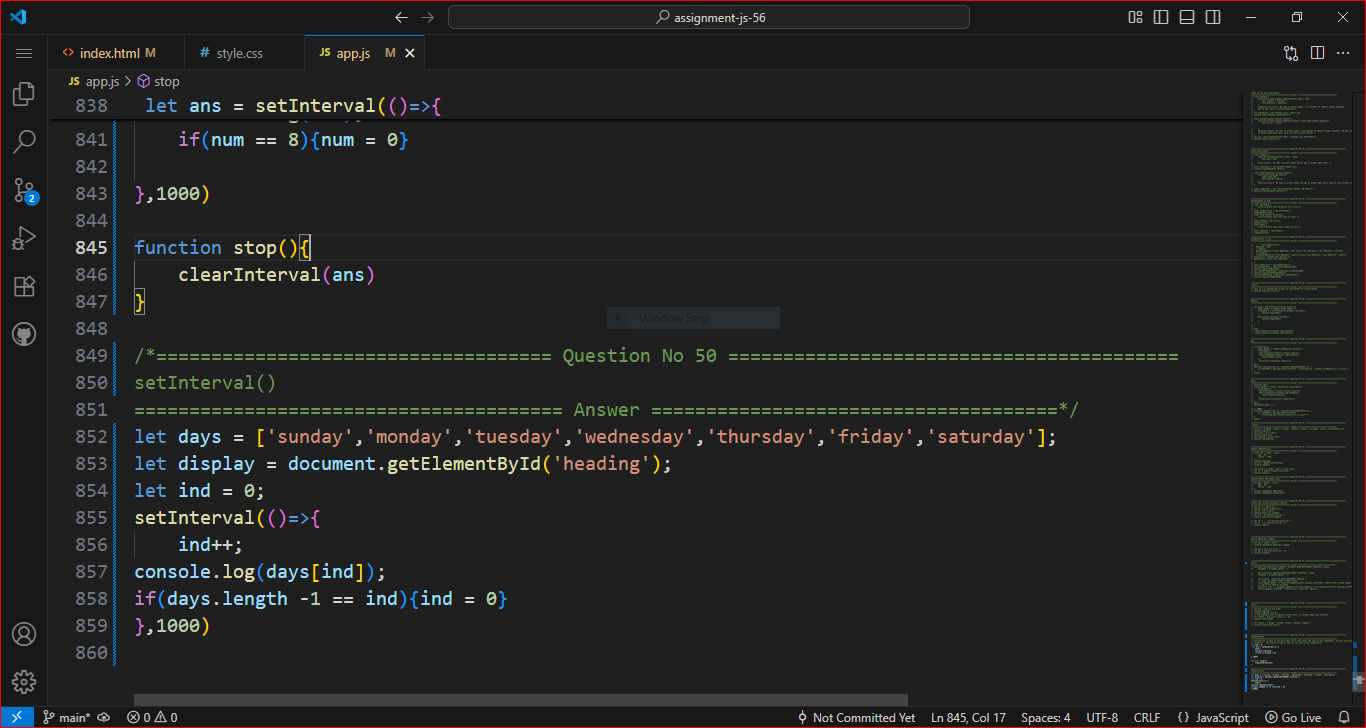 assignment-js-56
index.html M
# style.css
JS app.js M
JS app.js > stop
838 let ans = setInterval(()=>{
841 if(num == 8){num = 0}
842
843 },1000)
844
845 function stop(){
846 clearInterval(ans)
847 }
848
Window Snip
849 /*==================================== Question No 50 =========================================
850 setInterval()
851 ======================================= Answer =====================================*/
852 let days = ['sunday','monday','tuesday','wednesday','thursday','friday','saturday'];
853 let display = document.getElementById('heading');
854 let ind = 0;
855 setInterval(()=>{
856 ind++;
857 console.log(days[ind]);
858 if(days.length -1 == ind){ind = 0}
859 },1000)
860
2
main* 0 0 Not Committed Yet Ln 845, Col 17 Spaces: 4 UTF-8 CRLF {} JavaScript Go Live